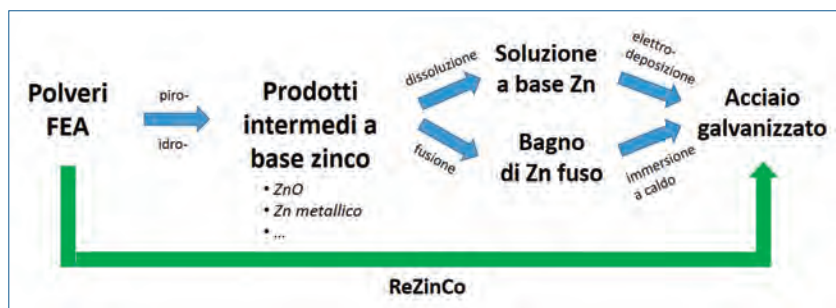 Polveri
FEA
piro-
idro-
Prodotti
intermedi a
base zinco
• ZnO
• Zn metallico
• ...
dissoluzione
fusione
Soluzione
a base Zn
Bagno
di Zn fuso
elettro-
deposizione
immersione
a caldo
Acciaio
galvanizzato
ReZinCo